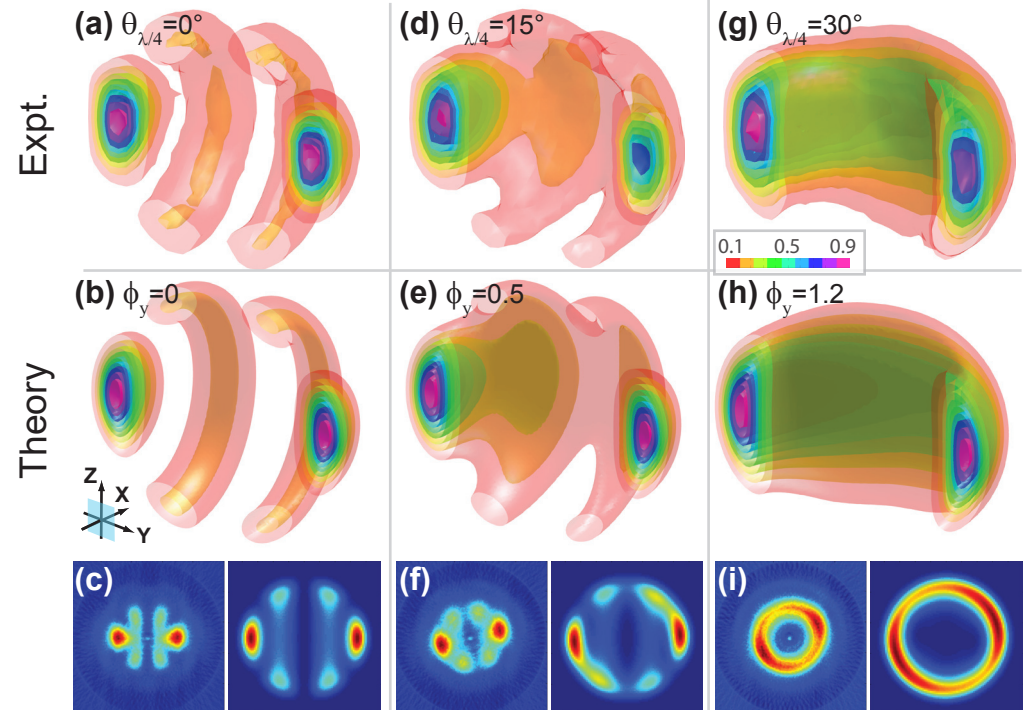 (a) θλ/4=0°
(d) θλ/4=15°
(g) θλ/4=30°
Expt.
0.1 0.5 0.9
(b) ϕy=0
(e) ϕy=0.5
(h) ϕy=1.2
Theory
Z
X
Y
(c)
(f)
(i)